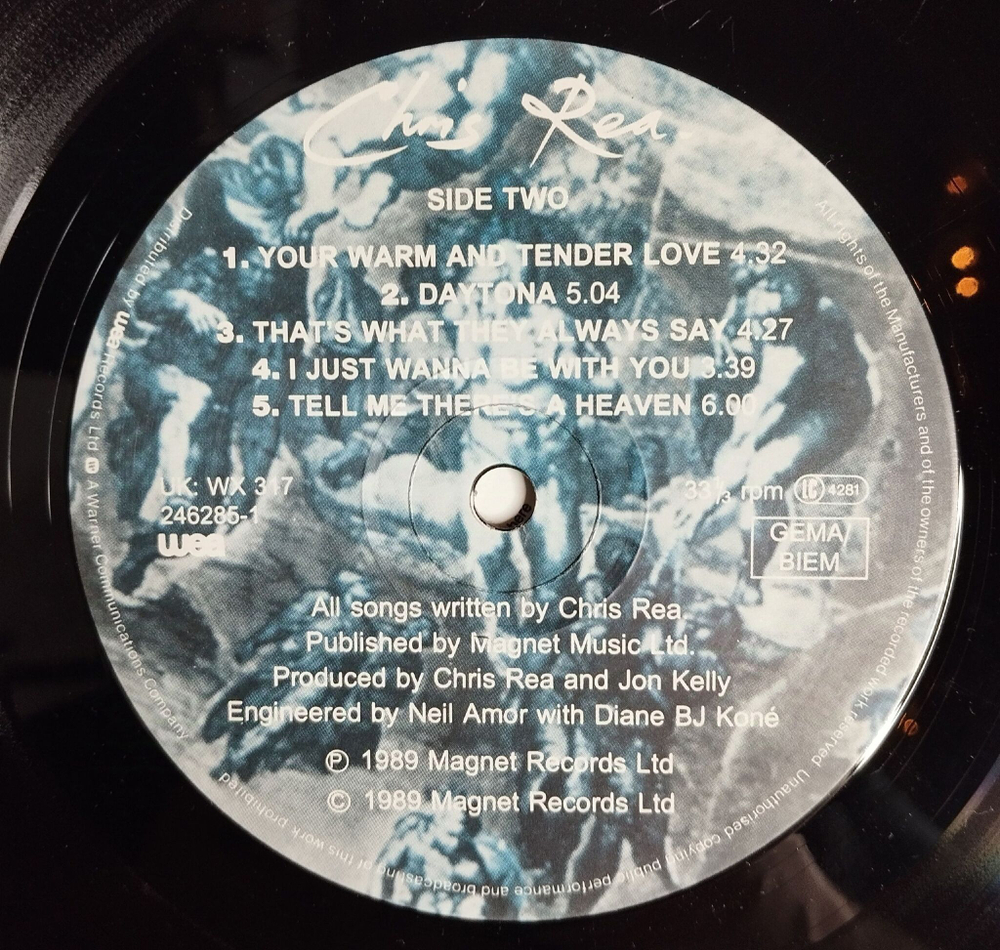 Chris Rea.
SIDE TWO
1. YOUR WARM AND TENDER LOVE 4.32
2. DAYTONA 5.04
3. THAT'S WHAT THEY ALWAYS SAY 4.27
4. I JUST WANNA BE WITH YOU 3.39
5. TELL ME THERE'S A HEAVEN 6.00
UK: WX 317
246285-1
wea
33⅓ rpm LC 4281
GEMA/
BIEM
All songs written by Chris Rea.
Published by Magnet Music Ltd.
Produced by Chris Rea and Jon Kelly
Engineered by Neil Amor with Diane BJ Koné
℗ 1989 Magnet Records Ltd
© 1989 Magnet Records Ltd
Distributed by wea Records Ltd. A Warner Communications Company
All rights of the Manufacturers and of the owners of the recorded work reserved Unauthorised copying public performance and broadcasting of this work prohibited